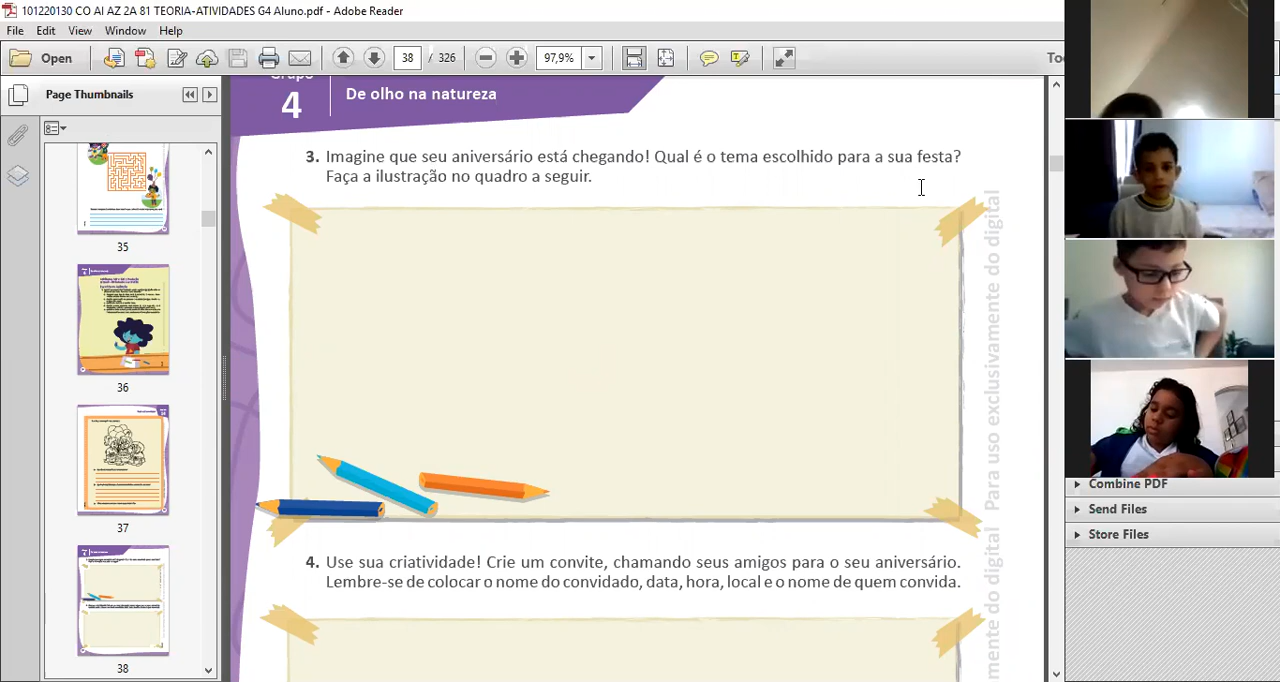 101220130 CO AI AZ 2A 81 TEORIA-ATIVIDADES G4 Aluno.pdf - Adobe Reader
File Edit View Window Help
Open 38 / 326 97,9%
Page Thumbnails
35
36
37
38
4
De olho na natureza
3. Imagine que seu aniversário está chegando! Qual é o tema escolhido para a sua festa?
Faça a ilustração no quadro a seguir.
4. Use sua criatividade! Crie um convite, chamando seus amigos para o seu aniversário.
Lembre-se de colocar o nome do convidado, data, hora, local e o nome de quem convida.
Para uso exclusivamente do digital
mente do digital
Combine PDF
Send Files
Store Files